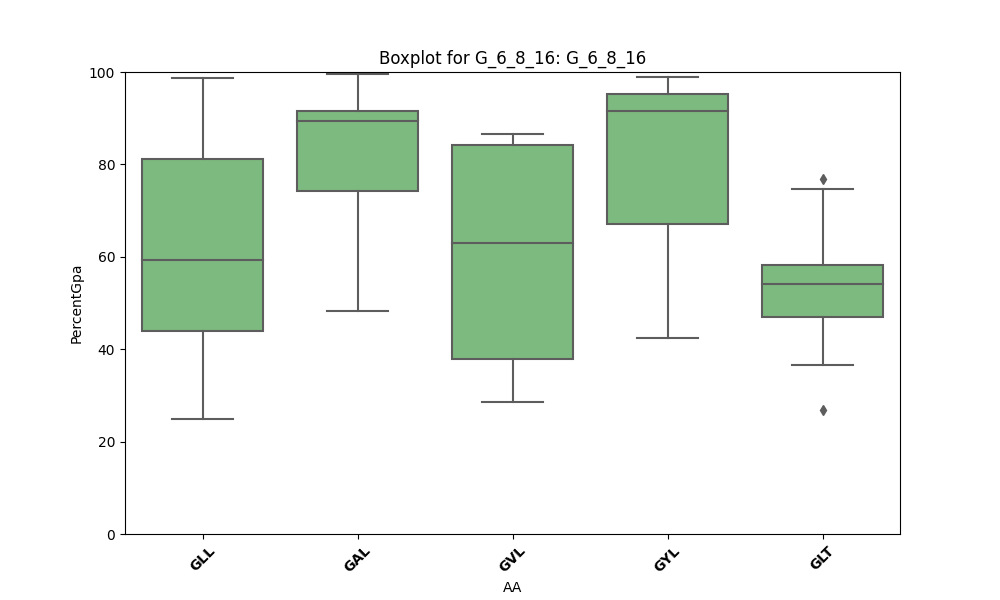 Boxplot for G_6_8_16: G_6_8_16
100
80
60
40
20
0
PercentGpa
GLL
GAL
GVL
GYL
GLT
AA